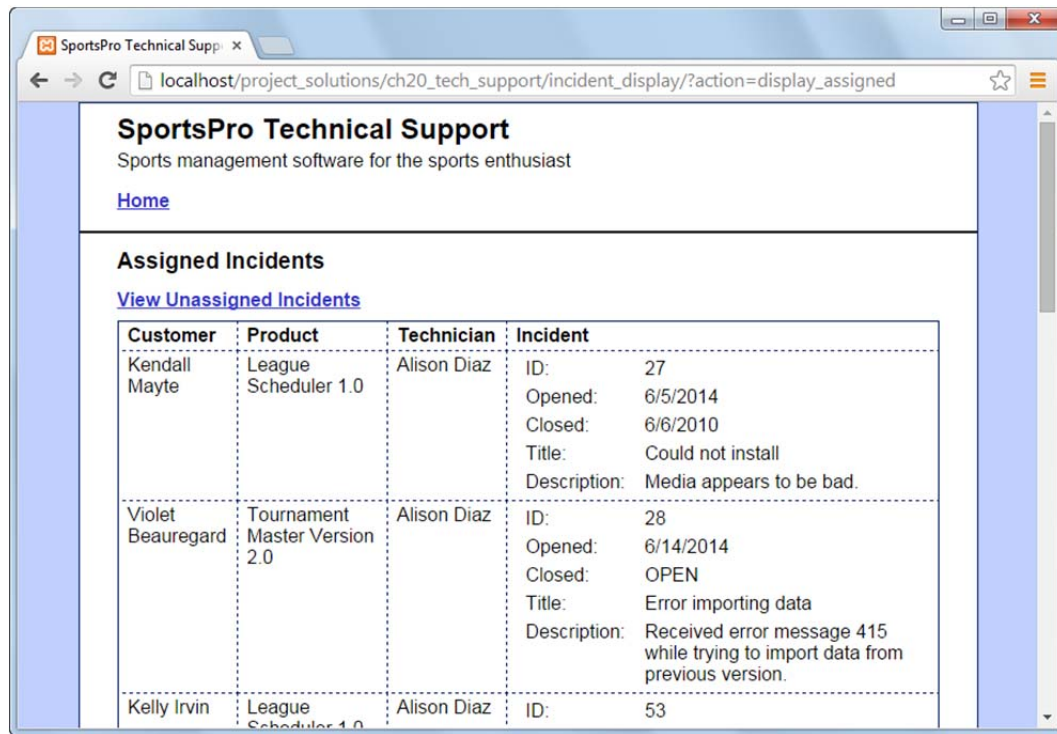 SportsPro Technical Supp
localhost/project_solutions/ch20_tech_support/incident_display/?action=display_assigned
SportsPro Technical Support
Sports management software for the sports enthusiast
Home
Assigned Incidents
View Unassigned Incidents
Customer Product Technician Incident
Kendall League Alison Diaz ID: 27
Mayte Scheduler 1.0
Opened: 6/5/2014
Closed: 6/6/2010
Title: Could not install
Description: Media appears to be bad.
Violet Tournament Alison Diaz ID: 28
Beauregard Master Version
2.0
Opened: 6/14/2014
Closed: OPEN
Title: Error importing data
Description: Received error message 415
while trying to import data from
previous version.
Kelly Irvin League Alison Diaz ID: 53
Scheduler 1.0